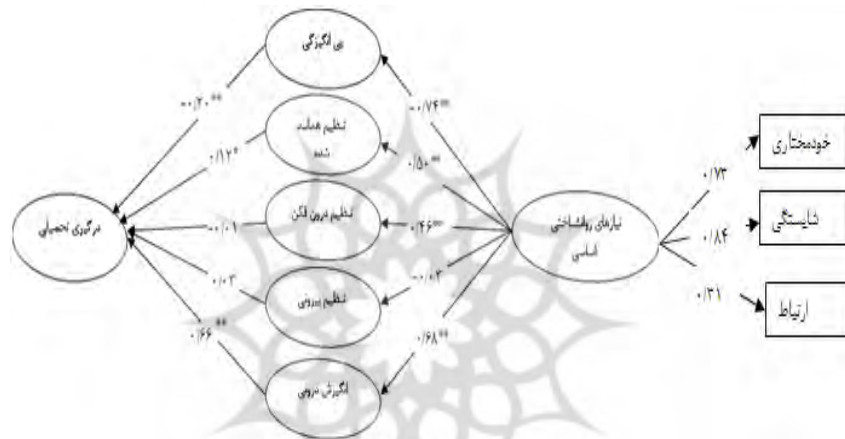 بی انگیزگی
-۰/۲۰**
-۰/۷۴**
تنظیم همانند
شده
خودمختاری
۰/۱۲*
۰/۵۰**
۰/۷۳
درگیری تحصیلی
-۰/۰۱
تنظیم درون فکن
۰/۴۶**
نیازهای روانشناختی
اساسی
۰/۸۴
شایستگی
۰/۰۳
تنظیم بیرونی
-۰/۰۳
۰/۳۱
ارتباط
۰/۶۶**
۰/۶۸**
انگیزش درونی